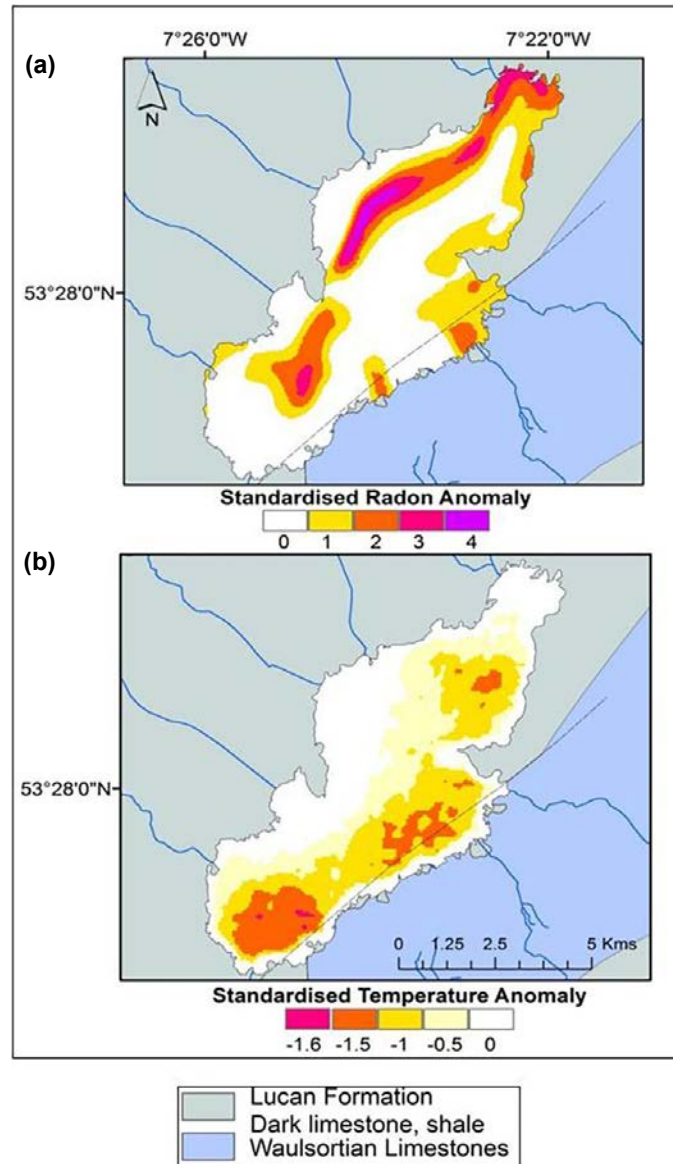 7°26'0"W 7°22'0"W
(a)
N
53°28'0"N
Standardised Radon Anomaly
0 1 2 3 4
(b)
53°28'0"N
0 1.25 2.5 5 Kms
Standardised Temperature Anomaly
-1.6 -1.5 -1 -0.5 0
Lucan Formation
Dark limestone, shale
Waulsortian Limestones